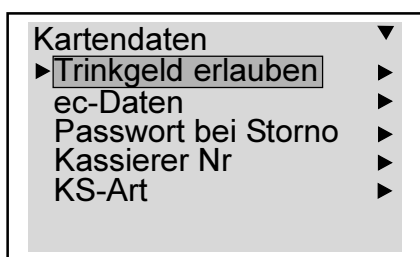 Kartendaten
Trinkgeld erlauben
ec-Daten
Passwort bei Storno
Kassierer Nr
KS-Art